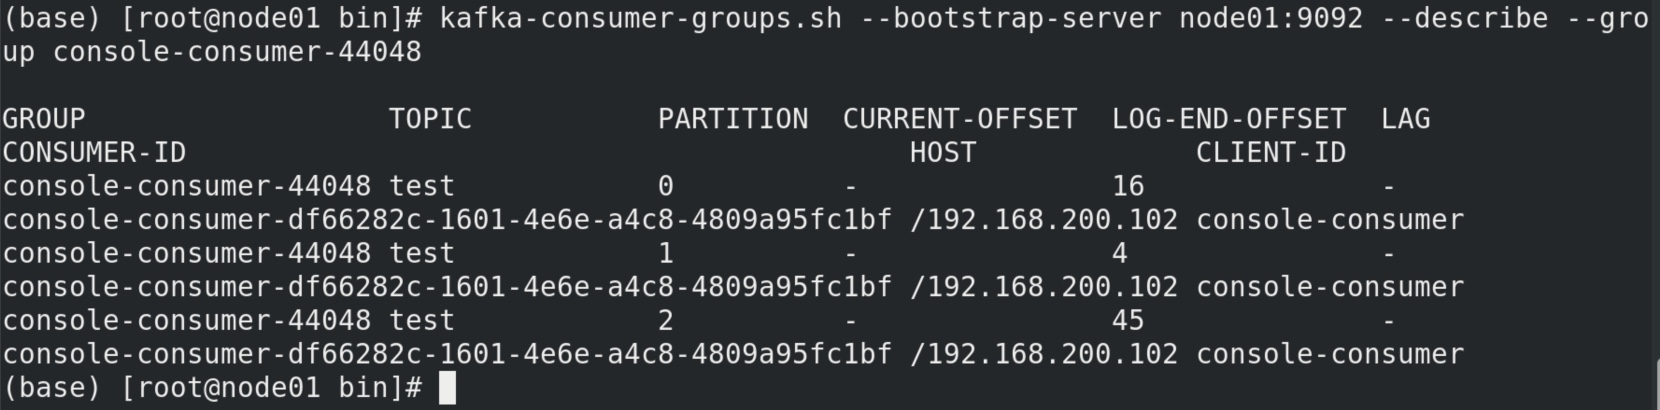 (base) [root@node01 bin]# kafka-consumer-groups.sh --bootstrap-server node01:9092 --describe --gro
up console-consumer-44048
GROUP                  TOPIC           PARTITION  CURRENT-OFFSET  LOG-END-OFFSET  LAG
CONSUMER-ID                                           HOST             CLIENT-ID
console-consumer-44048 test            0          -               16              -
console-consumer-df66282c-1601-4e6e-a4c8-4809a95fc1bf /192.168.200.102 console-consumer
console-consumer-44048 test            1          -               4               -
console-consumer-df66282c-1601-4e6e-a4c8-4809a95fc1bf /192.168.200.102 console-consumer
console-consumer-44048 test            2          -               45              -
console-consumer-df66282c-1601-4e6e-a4c8-4809a95fc1bf /192.168.200.102 console-consumer
(base) [root@node01 bin]#